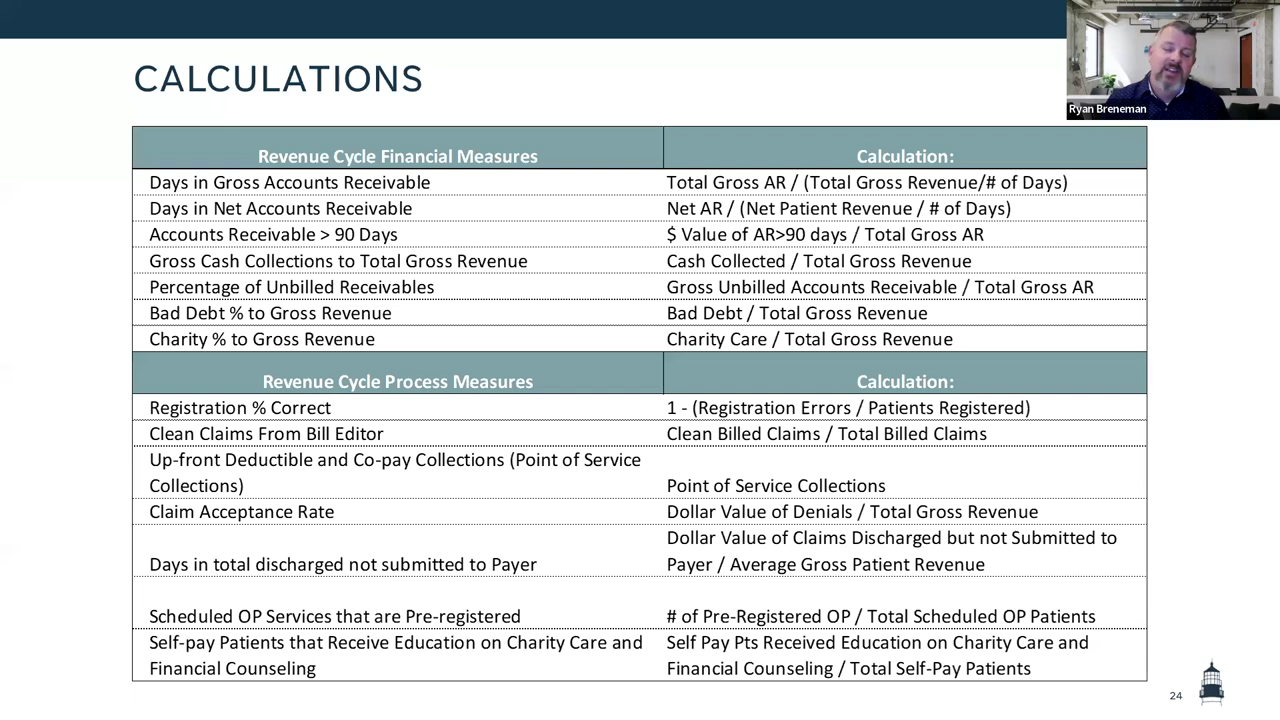 Ryan Breneman
CALCULATIONS
Revenue Cycle Financial Measures Calculation:
Days in Gross Accounts Receivable Total Gross AR / (Total Gross Revenue/# of Days)
Days in Net Accounts Receivable Net AR / (Net Patient Revenue / # of Days)
Accounts Receivable > 90 Days $ Value of AR>90 days / Total Gross AR
Gross Cash Collections to Total Gross Revenue Cash Collected / Total Gross Revenue
Percentage of Unbilled Receivables Gross Unbilled Accounts Receivable / Total Gross AR
Bad Debt % to Gross Revenue Bad Debt / Total Gross Revenue
Charity % to Gross Revenue Charity Care / Total Gross Revenue
Revenue Cycle Process Measures Calculation:
Registration % Correct 1 - (Registration Errors / Patients Registered)
Clean Claims From Bill Editor Clean Billed Claims / Total Billed Claims
Up-front Deductible and Co-pay Collections (Point of Service
Collections) Point of Service Collections
Claim Acceptance Rate Dollar Value of Denials / Total Gross Revenue
Dollar Value of Claims Discharged but not Submitted to
Days in total discharged not submitted to Payer Payer / Average Gross Patient Revenue
Scheduled OP Services that are Pre-registered # of Pre-Registered OP / Total Scheduled OP Patients
Self-pay Patients that Receive Education on Charity Care and Self Pay Pts Received Education on Charity Care and
Financial Counseling Financial Counseling / Total Self-Pay Patients
24